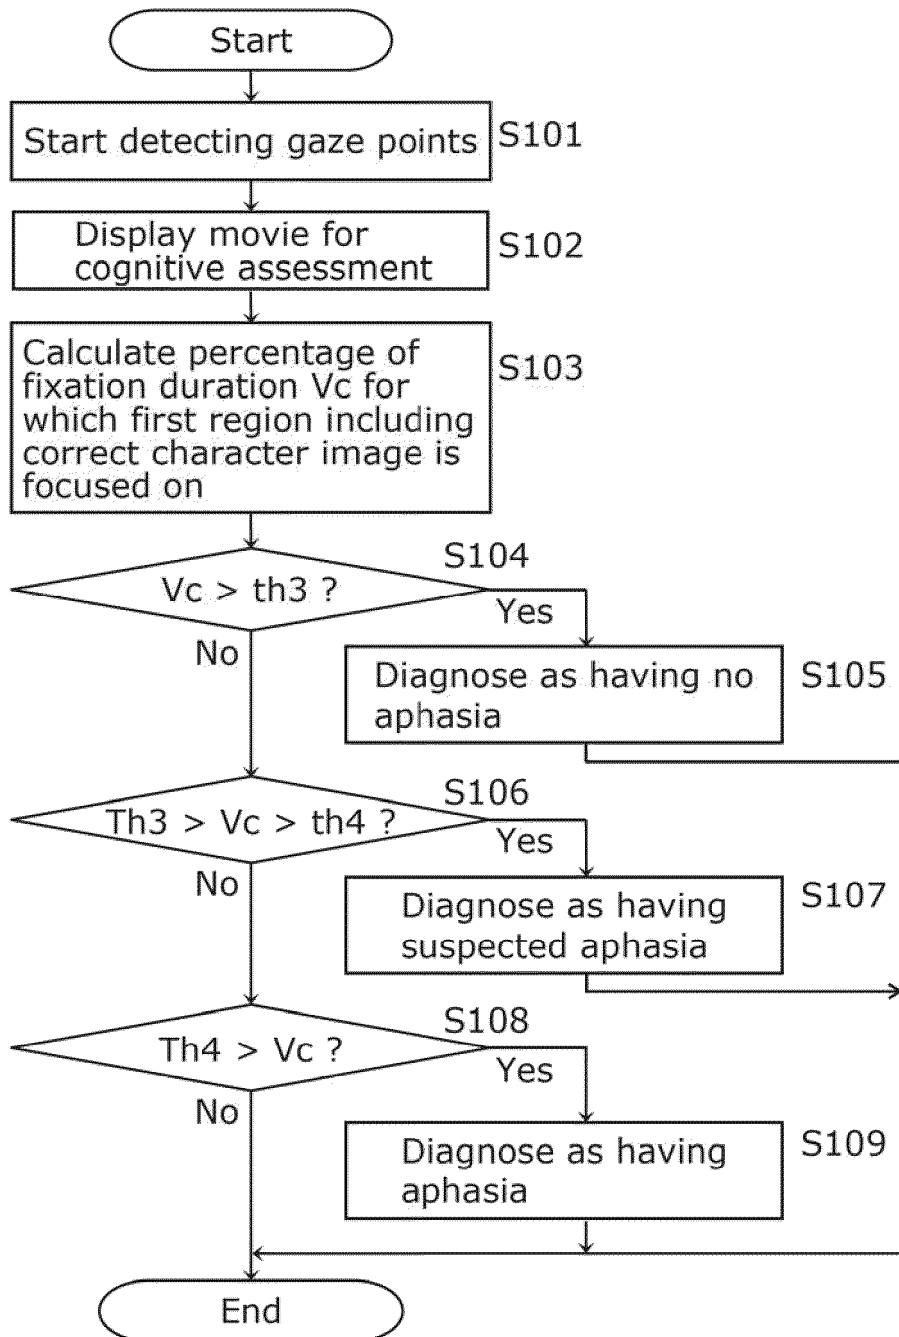 Start
Start detecting gaze points
S101
Display movie for
cognitive assessment
S102
Calculate percentage of
fixation duration Vc for
which first region including
correct character image is
focused on
S103
Vc > th3 ?
S104
Yes
No
Diagnose as having no
aphasia
S105
Th3 > Vc > th4 ?
S106
Yes
No
Diagnose as having
suspected aphasia
S107
Th4 > Vc ?
S108
Yes
No
Diagnose as having
aphasia
S109
End